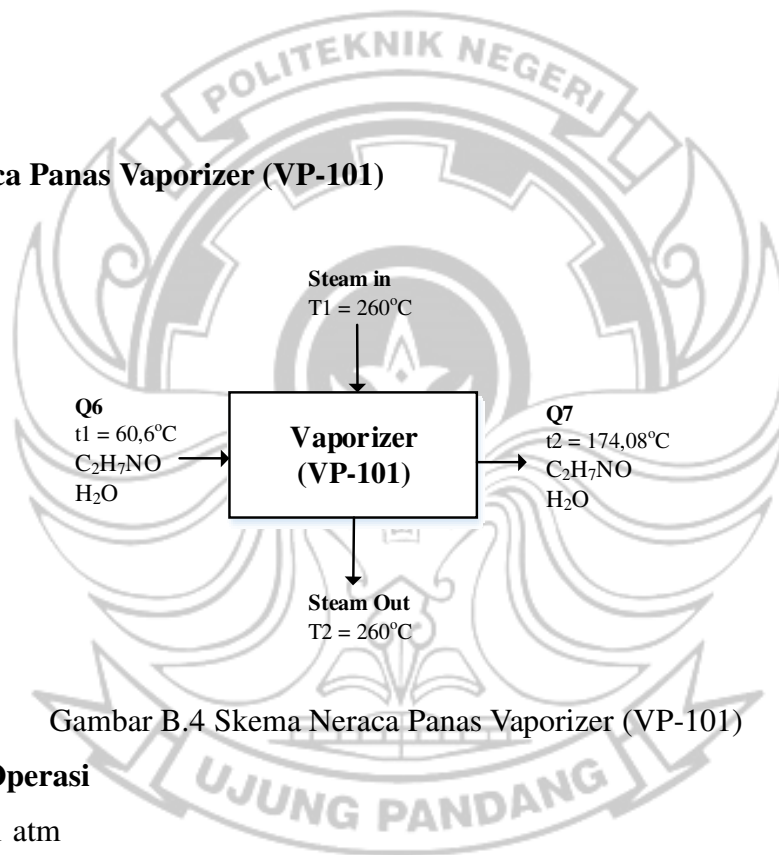 POLITEKNIK NEGERI
Panas Vaporizer (VP-101)
Steam in
T1 = 260°C
Q6
t1 = 60,6°C
C₂H₇NO
H₂O
Vaporizer
(VP-101)
Q7
t2 = 174,08°C
C₂H₇NO
H₂O
Steam Out
T2 = 260°C
Gambar B.4 Skema Neraca Panas Vaporizer (VP-101)
Operasi
atm
UJUNG PANDANG